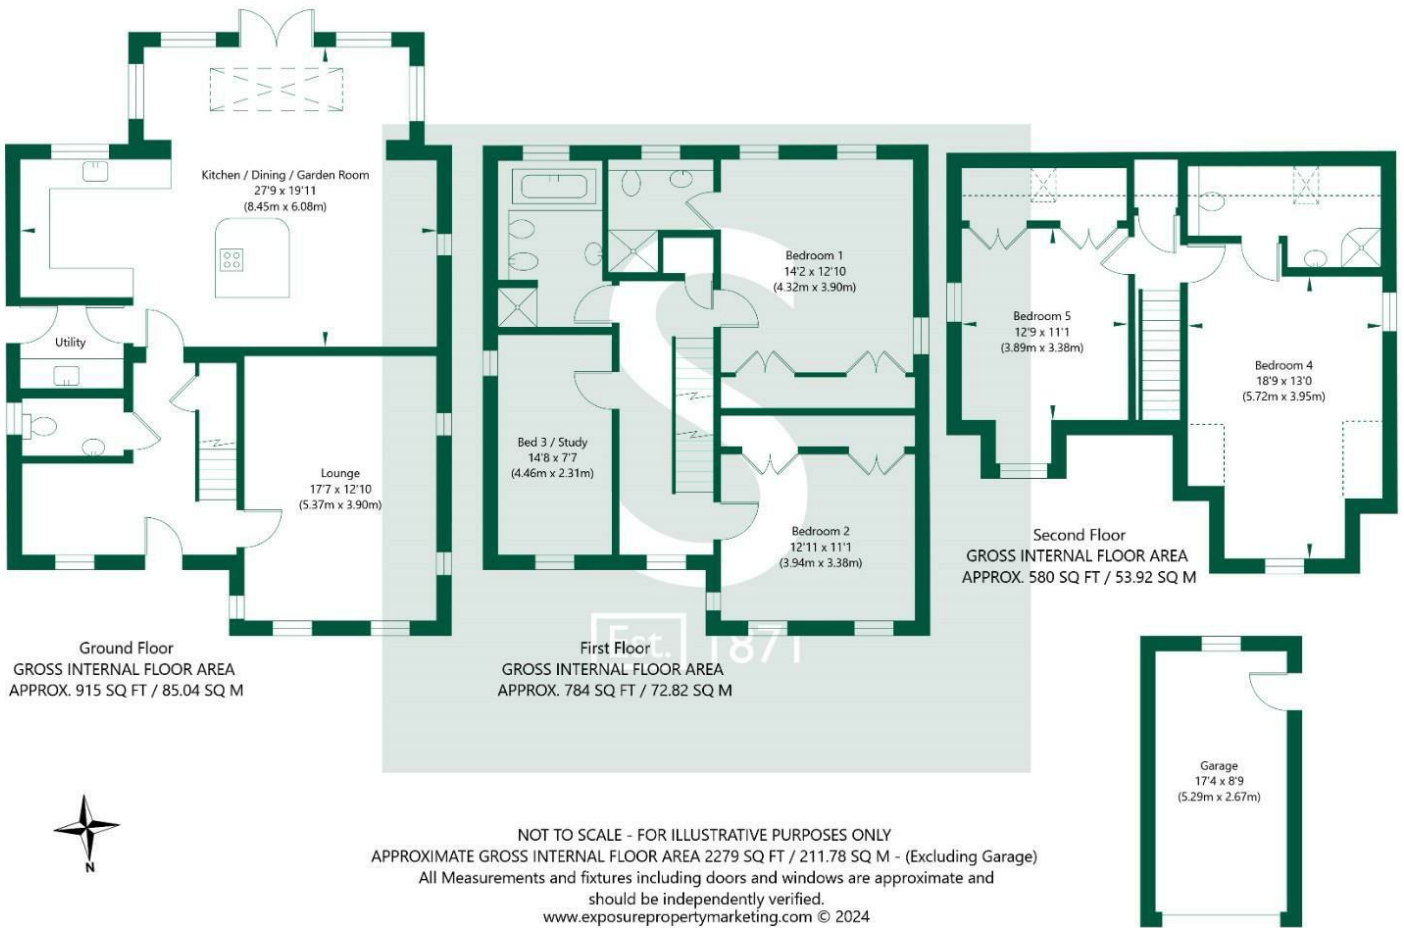 Kitchen / Dining / Garden Room
27'9 x 19'11
(8.45m x 6.08m)
Utility
Lounge
17'7 x 12'10
(5.37m x 3.90m)
Ground Floor
GROSS INTERNAL FLOOR AREA
APPROX. 915 SQ FT / 85.04 SQ M
Bedroom 1
14'2 x 12'10
(4.32m x 3.90m)
Bed 3 / Study
14'8 x 7'7
(4.46m x 2.31m)
Bedroom 2
12'11 x 11'1
(3.94m x 3.38m)
S
Est. 1871
First Floor
GROSS INTERNAL FLOOR AREA
APPROX. 784 SQ FT / 72.82 SQ M
Bedroom 5
12'9 x 11'1
(3.89m x 3.38m)
Bedroom 4
18'9 x 13'0
(5.72m x 3.95m)
Second Floor
GROSS INTERNAL FLOOR AREA
APPROX. 580 SQ FT / 53.92 SQ M
Garage
17'4 x 8'9
(5.29m x 2.67m)
N
NOT TO SCALE - FOR ILLUSTRATIVE PURPOSES ONLY
APPROXIMATE GROSS INTERNAL FLOOR AREA 2279 SQ FT / 211.78 SQ M - (Excluding Garage)
All Measurements and fixtures including doors and windows are approximate and
should be independently verified.
www.exposurepropertymarketing.com © 2024